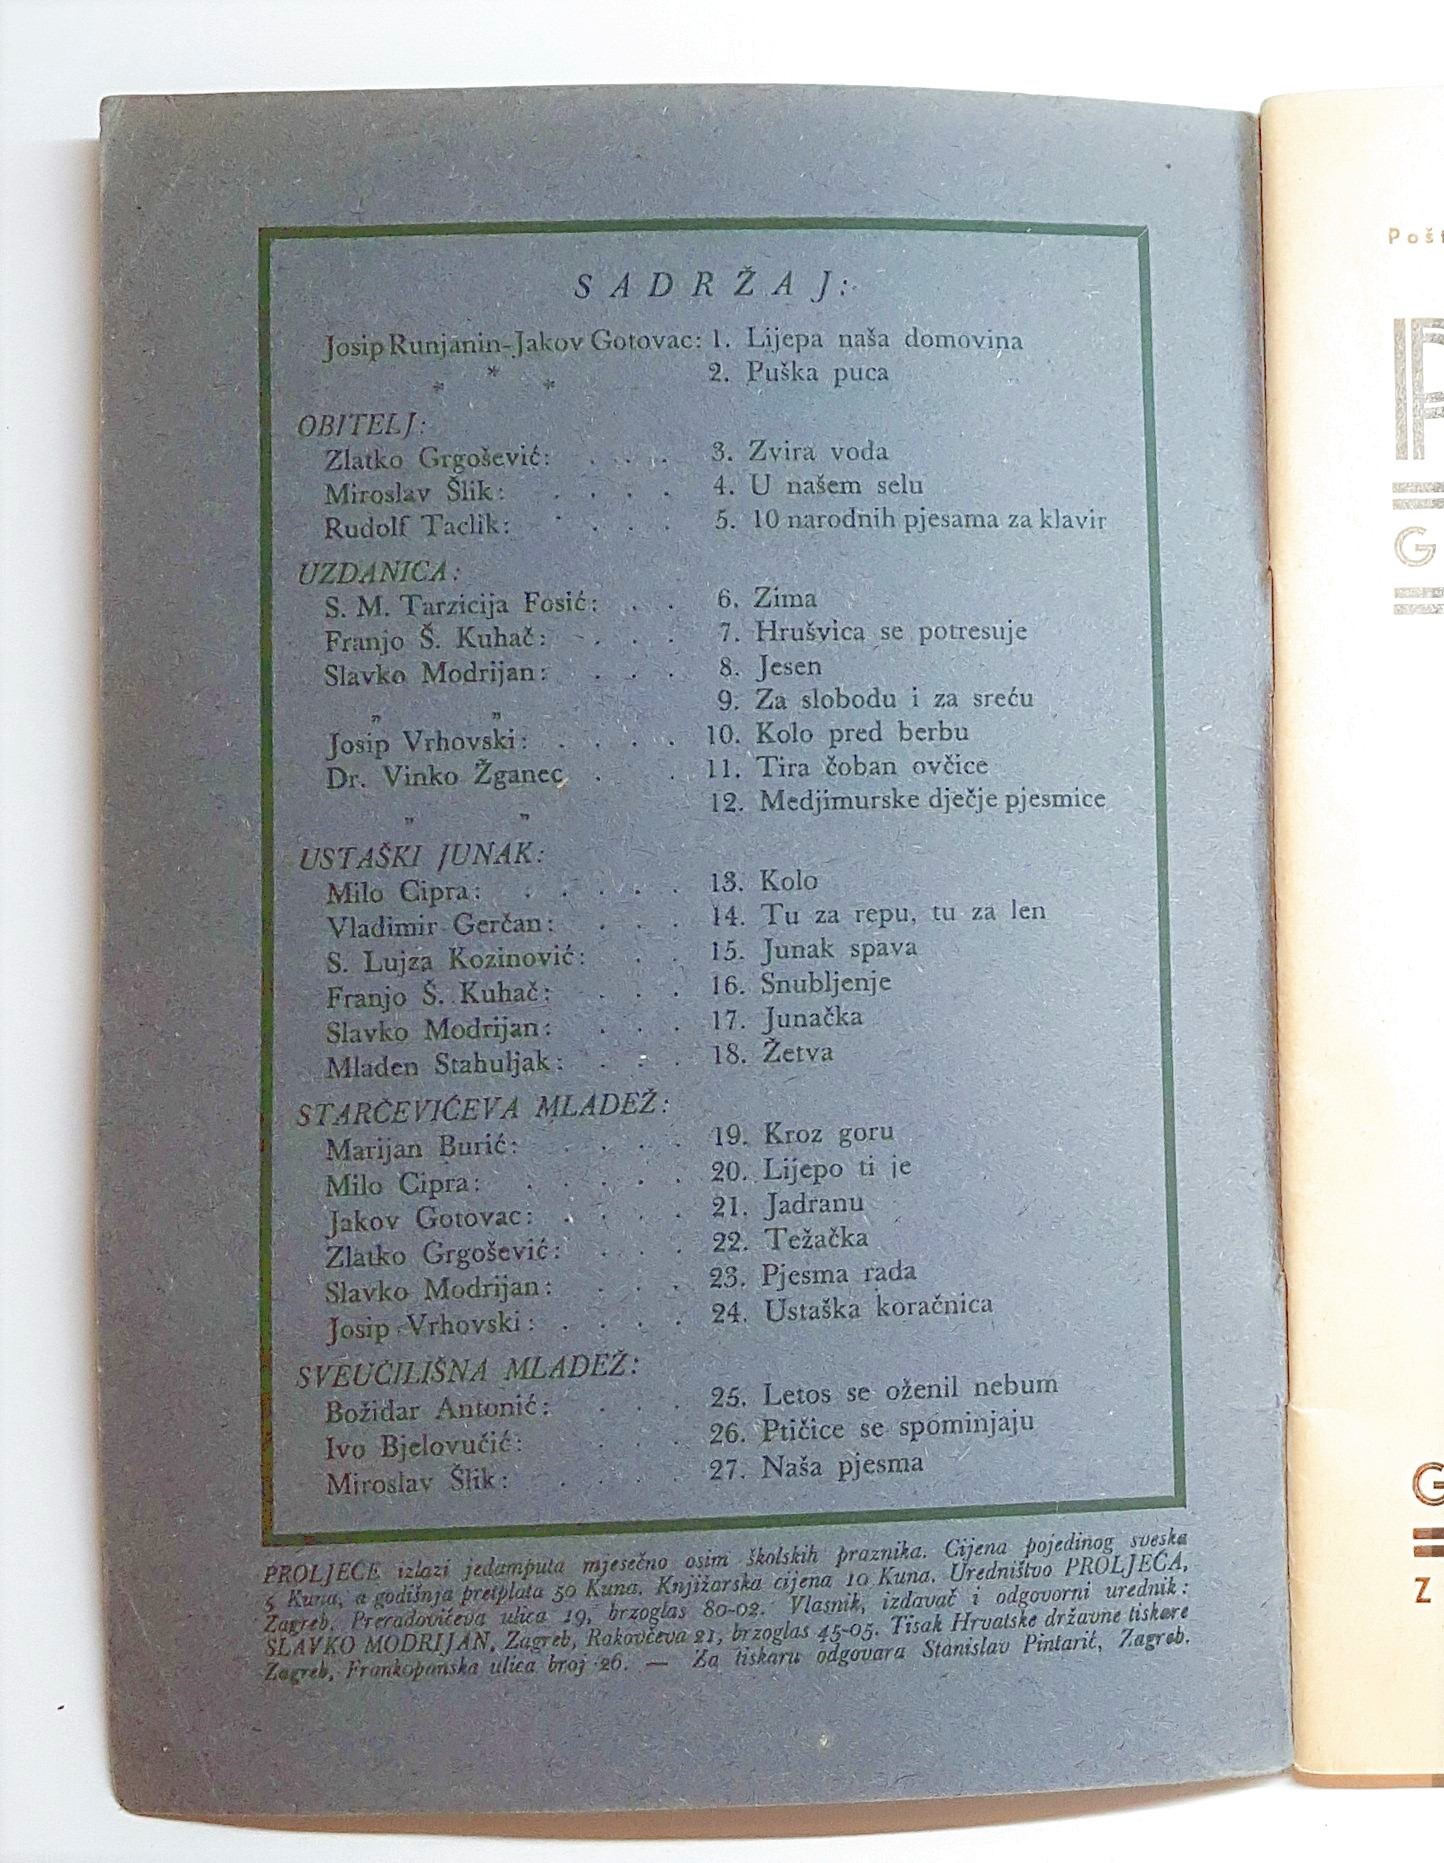 SADRŽAJ:
Josip Runjanin-Jakov Gotovac: 1. Lijepa naša domovina
* * * 2. Puška puca
OBITELJ:
Zlatko Grgošević: . . . 3. Zvira voda
Miroslav Šlik: . . . . 4. U našem selu
Rudolf Taclik: . . . . 5. 10 narodnih pjesama za klavir
UZDANICA:
S. M. Tarzicija Fosić: . . 6. Zima
Franjo Š. Kuhač: . . . 7. Hrušvica se potresuje
Slavko Modrijan: . . . 8. Jesen
„ „ 9. Za slobodu i za sreću
Josip Vrhovski: . . . . 10. Kolo pred berbu
Dr. Vinko Žganec . . 11. Tira čoban ovčice
„ „ 12. Medjimurske dječje pjesmice
USTAŠKI JUNAK:
Milo Cipra: . . . . . 13. Kolo
Vladimir Gerčan: . . . 14. Tu za repu, tu za len
S. Lujza Kozinović: . . 15. Junak spava
Franjo Š. Kuhač: . . . 16. Snubljenje
Slavko Modrijan: . . . 17. Junačka
Mladen Stahuljak: . . . 18. Žetva
STARČEVIĆEVA MLADEŽ:
Marijan Burić: . . . . 19. Kroz goru
Milo Cipra: . . . . . 20. Lijepo ti je
Jakov Gotovac: . . . . 21. Jadranu
Zlatko Grgošević: . . . 22. Težačka
Slavko Modrijan: . . . 23. Pjesma rada
Josip Vrhovski: . . . . 24. Ustaška koračnica
SVEUČILIŠNA MLADEŽ:
Božidar Antonić: . . . 25. Letos se oženil nebum
Ivo Bjelovučić: . . . 26. Ptičice se spominjaju
Miroslav Šlik: . . . . 27. Naša pjesma
PROLJEĆE izlazi jedamputa mjesečno osim školskih praznika. Cijena pojedinog sveska
5 Kuna, a godišnja pretplata 50 Kuna. Knjižarska cijena 10 Kuna. Uredništvo PROLJEĆA,
Zagreb, Preradovićeva ulica 19, brzoglas 80-02. Vlasnik, izdavač i odgovorni urednik:
SLAVKO MODRIJAN, Zagreb, Rakovčeva 21, brzoglas 45-05. Tisak Hrvatske državne tiskare
Zagreb, Frankopanska ulica broj 26. — Za tiskaru odgovara Stanislav Pintarić, Zagreb.
Pošt
P
G
G
Z